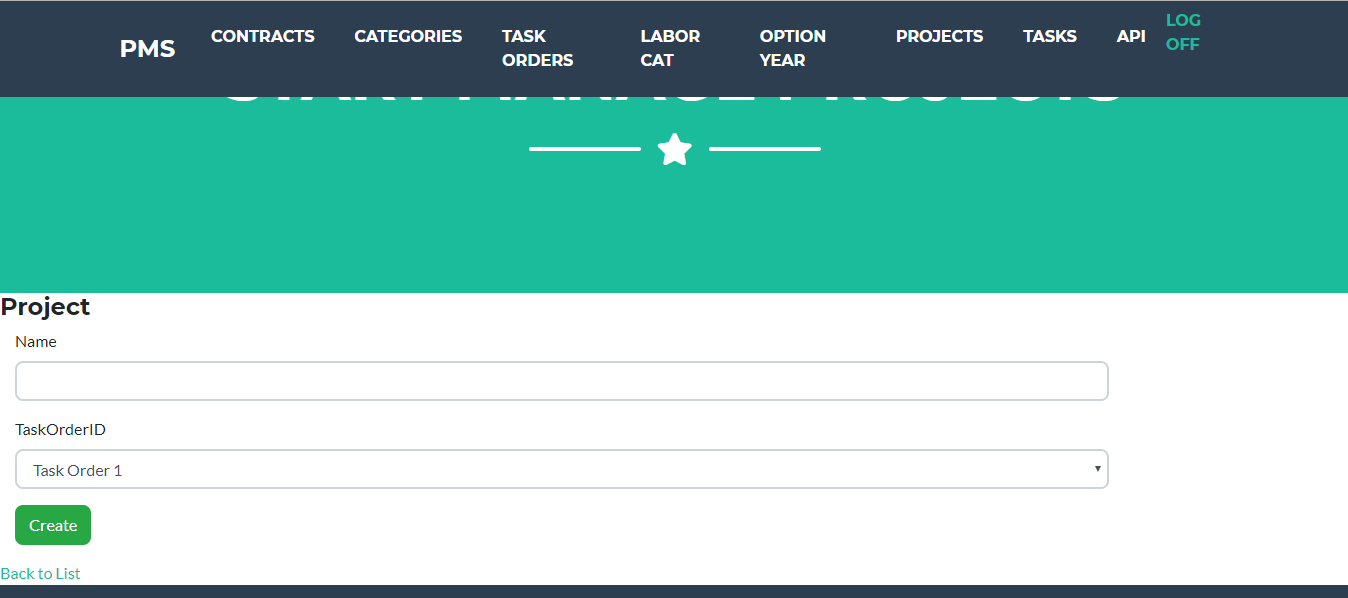 PMS
CONTRACTS
CATEGORIES
TASK
ORDERS
LABOR
CAT
OPTION
YEAR
PROJECTS
TASKS
API
LOG
OFF
Project
Name
TaskOrderID
Task Order 1
Create
Back to List